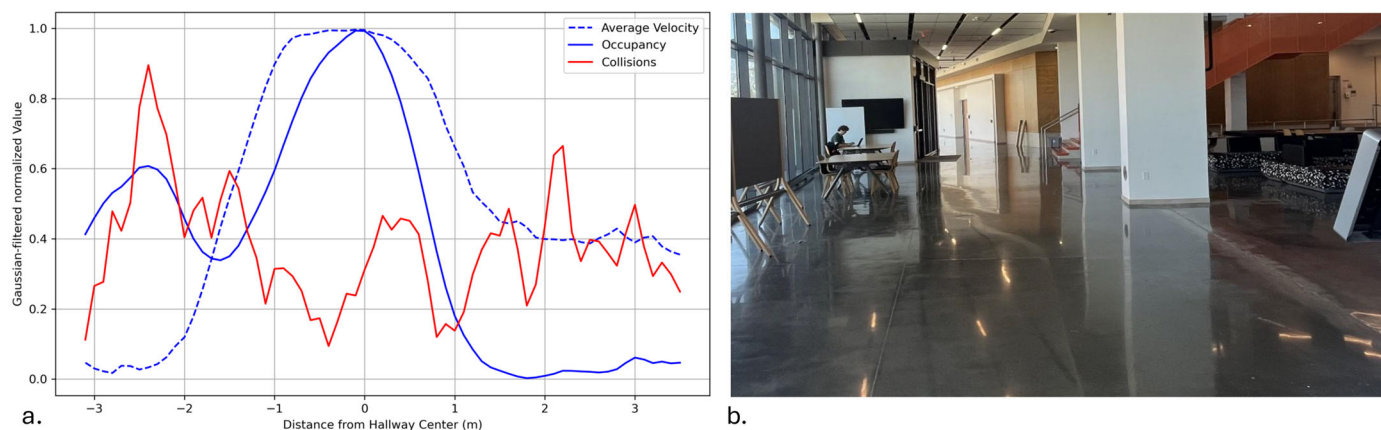 1.0
0.8
0.6
0.4
0.2
0.0
Gaussian-filtered normalized Value
Average Velocity
Occupancy
Collisions
−3
−2
−1
0
1
2
3
Distance from Hallway Center (m)
a.
b.